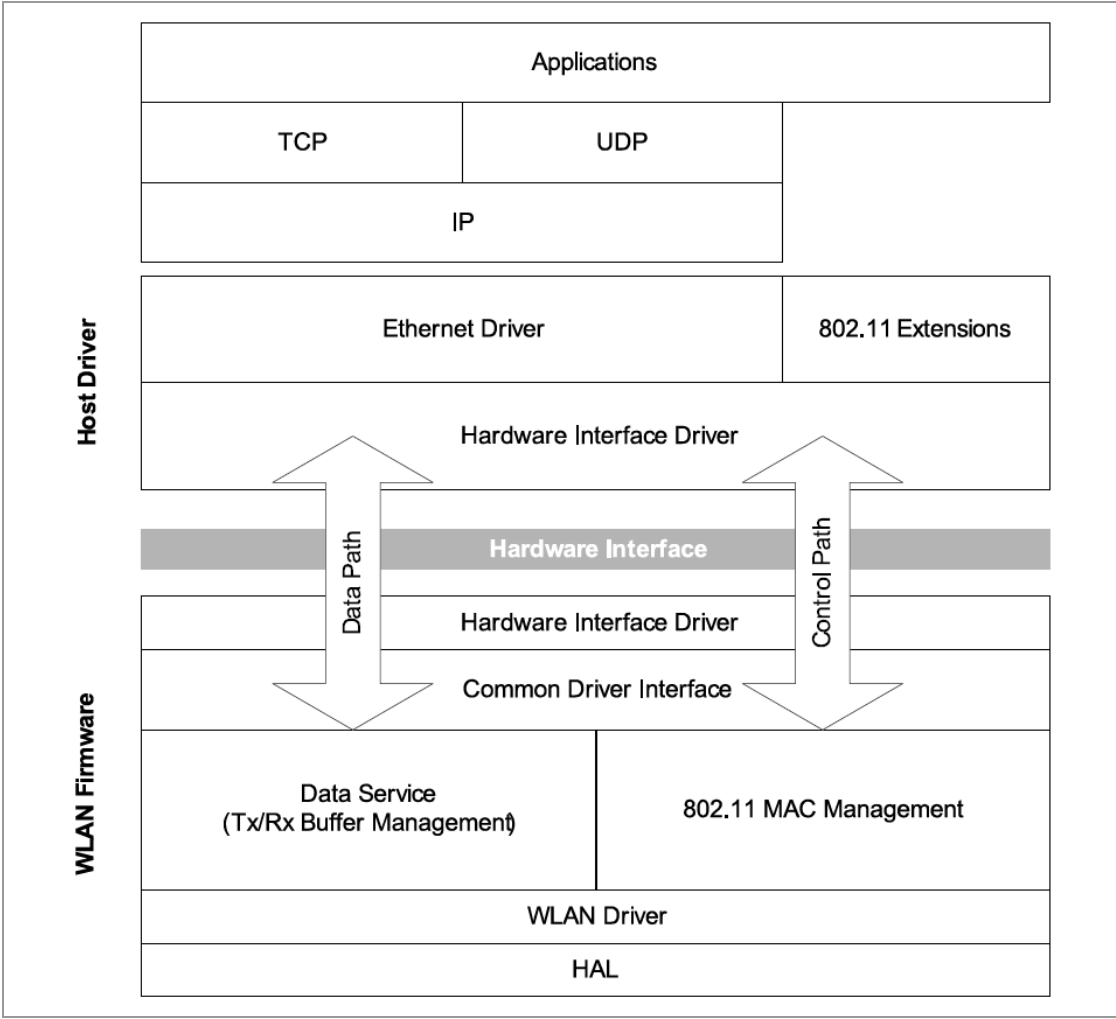 Applications
TCP
UDP
IP
Host Driver
Ethernet Driver
802.11 Extensions
Hardware Interface Driver
Data Path
Control Path
Hardware Interface
WLAN Firmware
Hardware Interface Driver
Common Driver Interface
Data Service
(Tx/Rx Buffer Management)
802.11 MAC Management
WLAN Driver
HAL